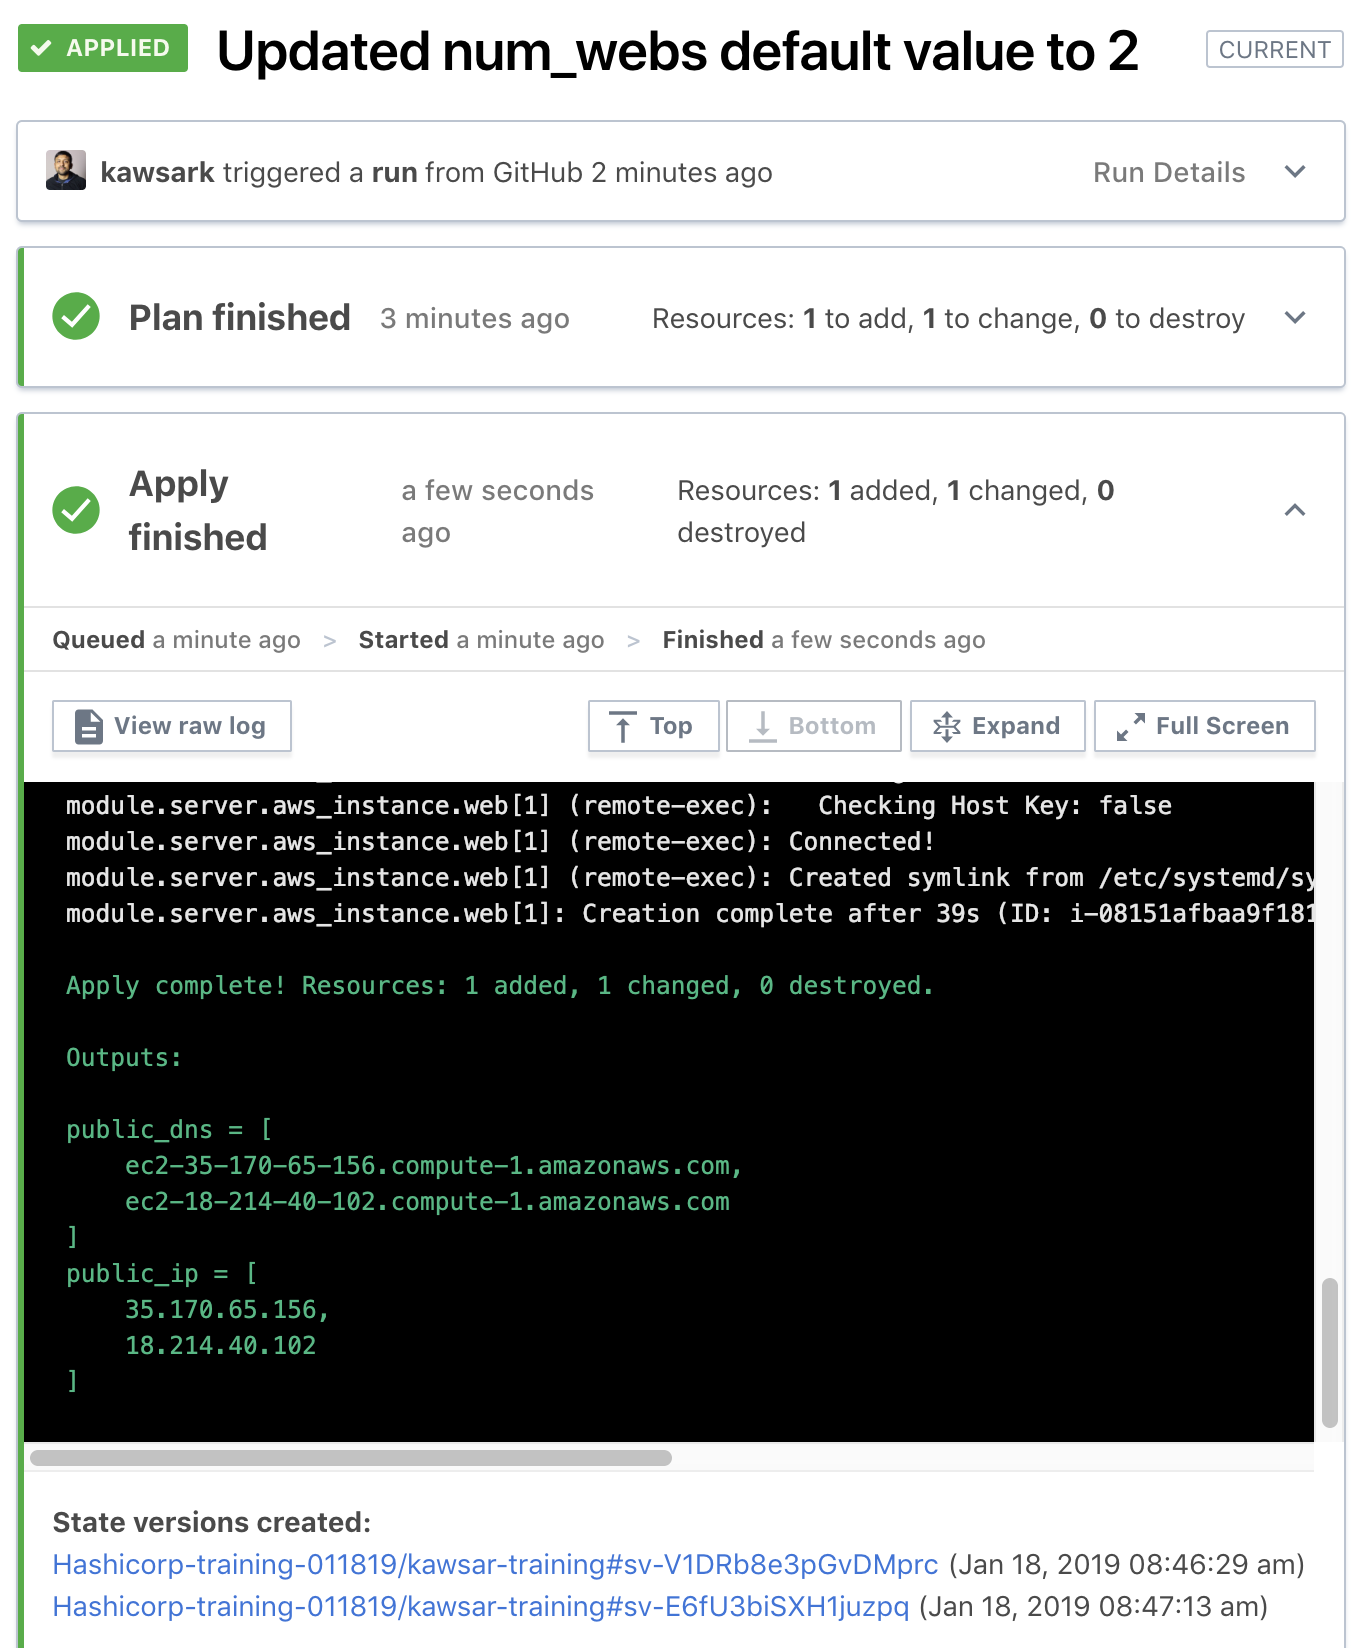 APPLIED Updated num_webs default value to 2 CURRENT
kawsark triggered a run from GitHub 2 minutes ago Run Details
Plan finished 3 minutes ago Resources: 1 to add, 1 to change, 0 to destroy
Apply finished a few seconds ago Resources: 1 added, 1 changed, 0 destroyed
Queued a minute ago > Started a minute ago > Finished a few seconds ago
View raw log Top Bottom Expand Full Screen
module.server.aws_instance.web[1] (remote-exec):   Checking Host Key: false
module.server.aws_instance.web[1] (remote-exec): Connected!
module.server.aws_instance.web[1] (remote-exec): Created symlink from /etc/systemd/sy
module.server.aws_instance.web[1]: Creation complete after 39s (ID: i-08151afbaa9f181
Apply complete! Resources: 1 added, 1 changed, 0 destroyed.
Outputs:
public_dns = [
    ec2-35-170-65-156.compute-1.amazonaws.com,
    ec2-18-214-40-102.compute-1.amazonaws.com
]
public_ip = [
    35.170.65.156,
    18.214.40.102
]
State versions created:
Hashicorp-training-011819/kawsar-training#sv-V1DRb8e3pGvDMprc (Jan 18, 2019 08:46:29 am)
Hashicorp-training-011819/kawsar-training#sv-E6fU3biSXH1juzpq (Jan 18, 2019 08:47:13 am)